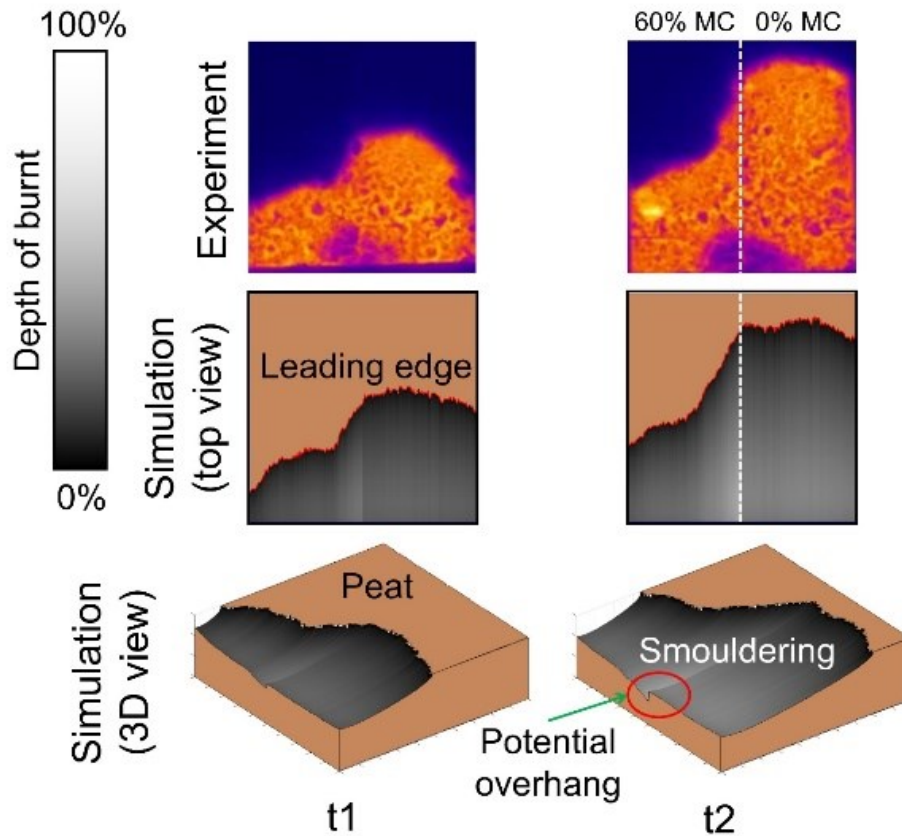 100%
Depth of burnt
0%
60% MC
0% MC
Experiment
Simulation
(top view)
Leading edge
Simulation
(3D view)
Peat
Smouldering
Potential
overhang
t1
t2